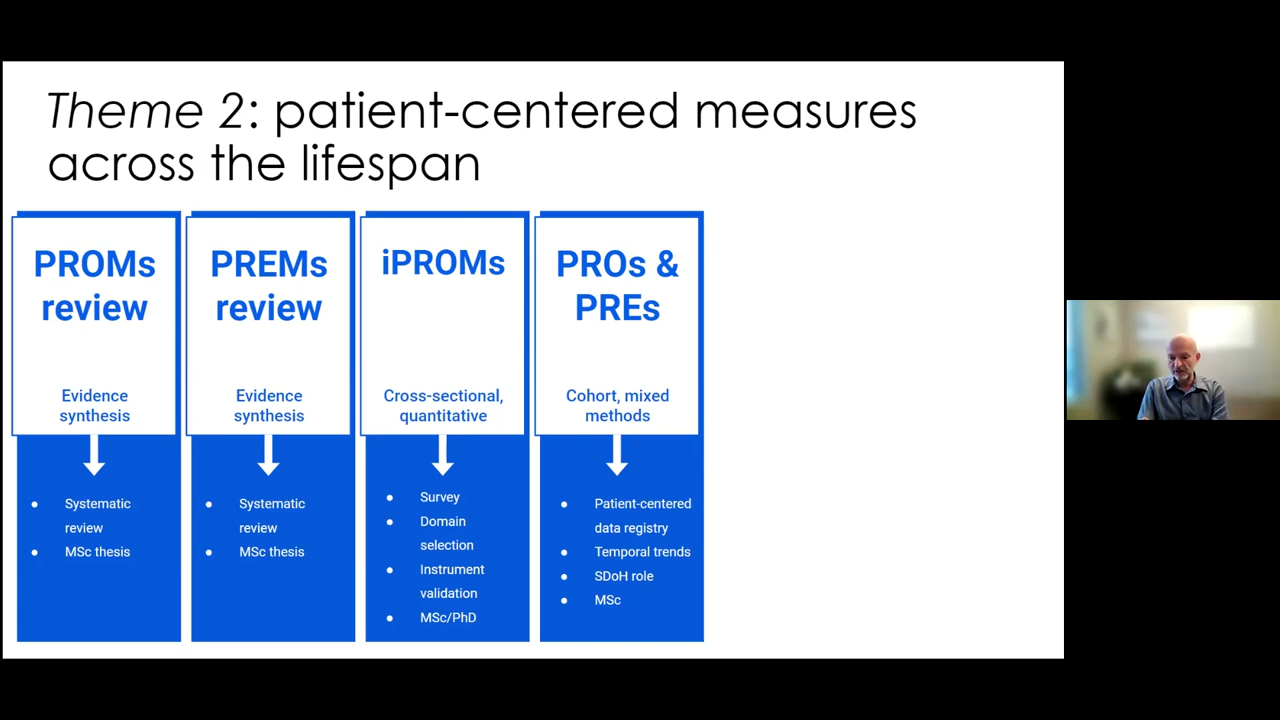 Theme 2: patient-centered measures
across the lifespan
PROMs
review
Evidence
synthesis
• Systematic
review
• MSc thesis
PREMs
review
Evidence
synthesis
• Systematic
review
• MSc thesis
iPROMs
Cross-sectional,
quantitative
• Survey
• Domain
selection
• Instrument
validation
• MSc/PhD
PROs &
PREs
Cohort, mixed
methods
• Patient-centered
data registry
• Temporal trends
• SDoH role
• MSc